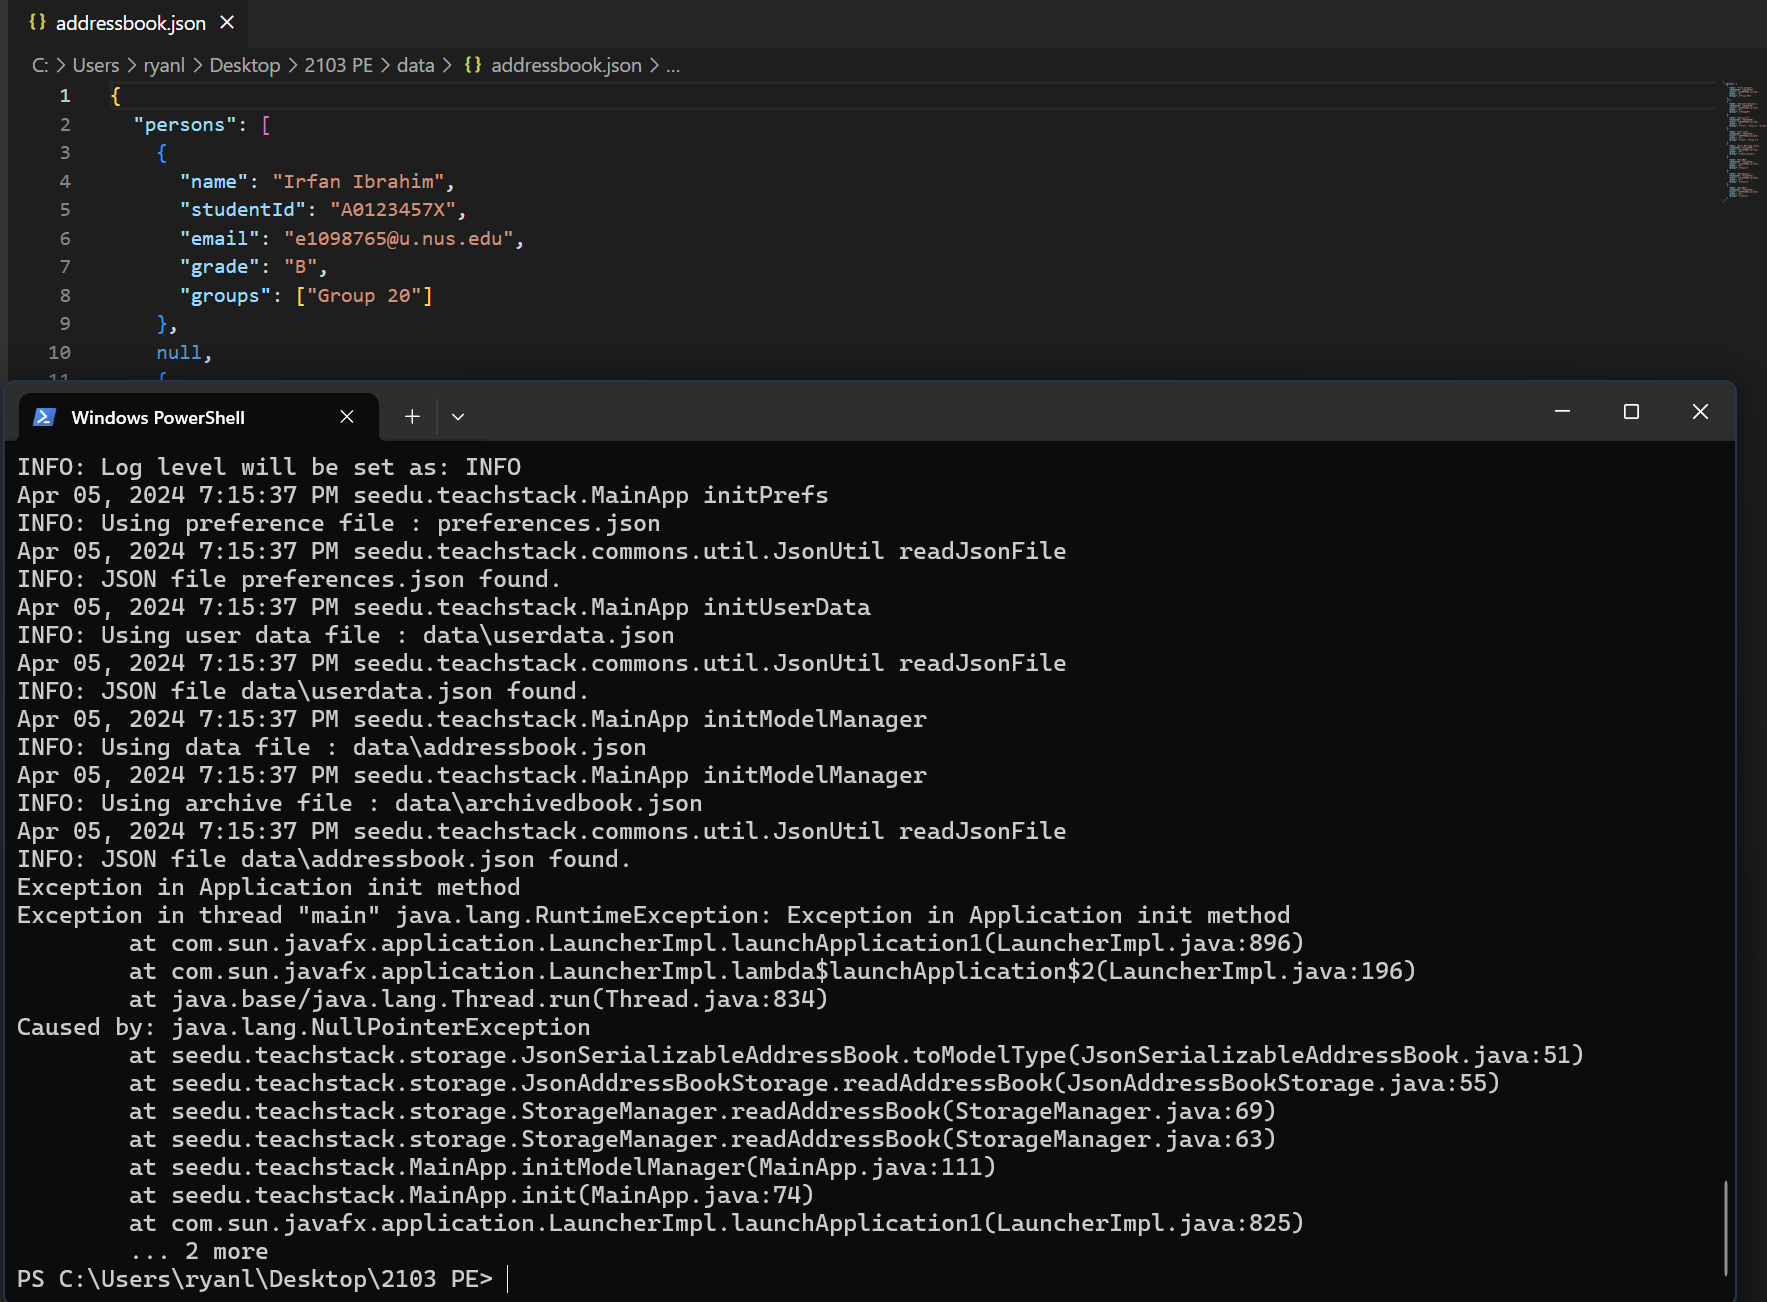 {} addressbook.json ×
C: > Users > ryanl > Desktop > 2103 PE > data > {} addressbook.json > ...
1 {
2 "persons": [
3 {
4 "name": "Irfan Ibrahim",
5 "studentId": "A0123457X",
6 "email": "e1098765@u.nus.edu",
7 "grade": "B",
8 "groups": ["Group 20"]
9 },
10 null,
11 {
Windows PowerShell
INFO: Log level will be set as: INFO
Apr 05, 2024 7:15:37 PM seedu.teachstack.MainApp initPrefs
INFO: Using preference file : preferences.json
Apr 05, 2024 7:15:37 PM seedu.teachstack.commons.util.JsonUtil readJsonFile
INFO: JSON file preferences.json found.
Apr 05, 2024 7:15:37 PM seedu.teachstack.MainApp initUserData
INFO: Using user data file : data\userdata.json
Apr 05, 2024 7:15:37 PM seedu.teachstack.commons.util.JsonUtil readJsonFile
INFO: JSON file data\userdata.json found.
Apr 05, 2024 7:15:37 PM seedu.teachstack.MainApp initModelManager
INFO: Using data file : data\addressbook.json
Apr 05, 2024 7:15:37 PM seedu.teachstack.MainApp initModelManager
INFO: Using archive file : data\archivedbook.json
Apr 05, 2024 7:15:37 PM seedu.teachstack.commons.util.JsonUtil readJsonFile
INFO: JSON file data\addressbook.json found.
Exception in Application init method
Exception in thread "main" java.lang.RuntimeException: Exception in Application init method
at com.sun.javafx.application.LauncherImpl.launchApplication1(LauncherImpl.java:896)
at com.sun.javafx.application.LauncherImpl.lambda$launchApplication$2(LauncherImpl.java:196)
at java.base/java.lang.Thread.run(Thread.java:834)
Caused by: java.lang.NullPointerException
at seedu.teachstack.storage.JsonSerializableAddressBook.toModelType(JsonSerializableAddressBook.java:51)
at seedu.teachstack.storage.JsonAddressBookStorage.readAddressBook(JsonAddressBookStorage.java:55)
at seedu.teachstack.storage.StorageManager.readAddressBook(StorageManager.java:69)
at seedu.teachstack.storage.StorageManager.readAddressBook(StorageManager.java:63)
at seedu.teachstack.MainApp.initModelManager(MainApp.java:111)
at seedu.teachstack.MainApp.init(MainApp.java:74)
at com.sun.javafx.application.LauncherImpl.launchApplication1(LauncherImpl.java:825)
... 2 more
PS C:\Users\ryanl\Desktop\2103 PE>